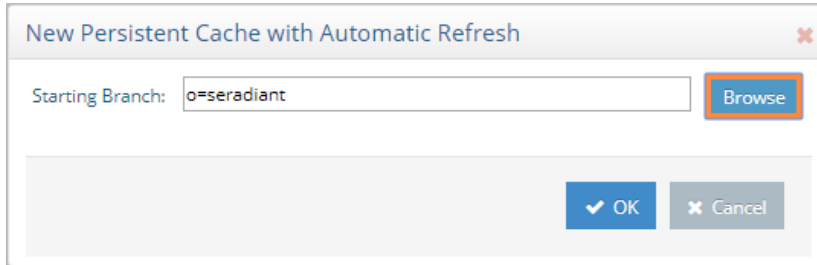 New Persistent Cache with Automatic Refresh
Starting Branch: o=seradiant Browse
OK Cancel